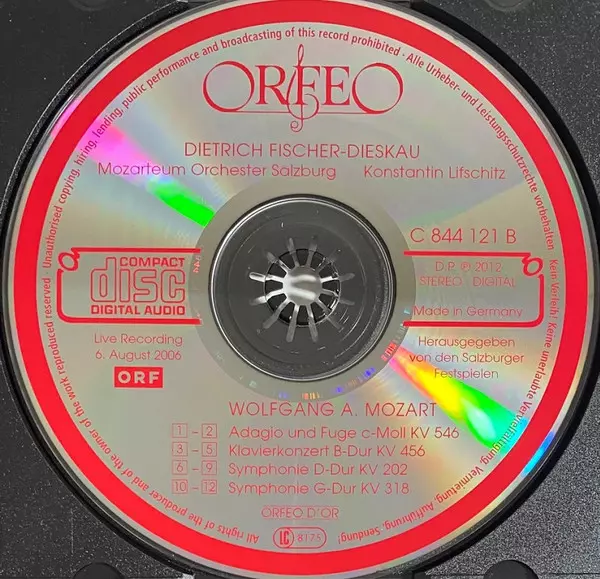 Unauthorised copying, hiring, lending, public performance and broadcasting of this record prohibited - Alle Urheber- und Leistungsschutzrechte vorbehalten
Kein Verleih! Keine unerlaubte Vervielfältigung, Vermietung, Aufführung, Sendung!
All rights of the producer and of the owner of the work reproduced reserved -
ORFEO
DIETRICH FISCHER-DIESKAU
Mozarteum Orchester Salzburg Konstantin Lifschitz
C 844 121 B
COMPACT
disc
DIGITAL AUDIO
D.P. ℗ 2012
STEREO · DIGITAL
Made in Germany
Live Recording
6. August 2006
ORF
Herausgegeben
von den Salzburger
Festspielen
WOLFGANG A. MOZART
1 - 2 Adagio und Fuge c-Moll KV 546
3 - 5 Klavierkonzert B-Dur KV 456
6 - 9 Symphonie D-Dur KV 202
10 - 12 Symphonie G-Dur KV 318
ORFEO D'OR
LC 8175